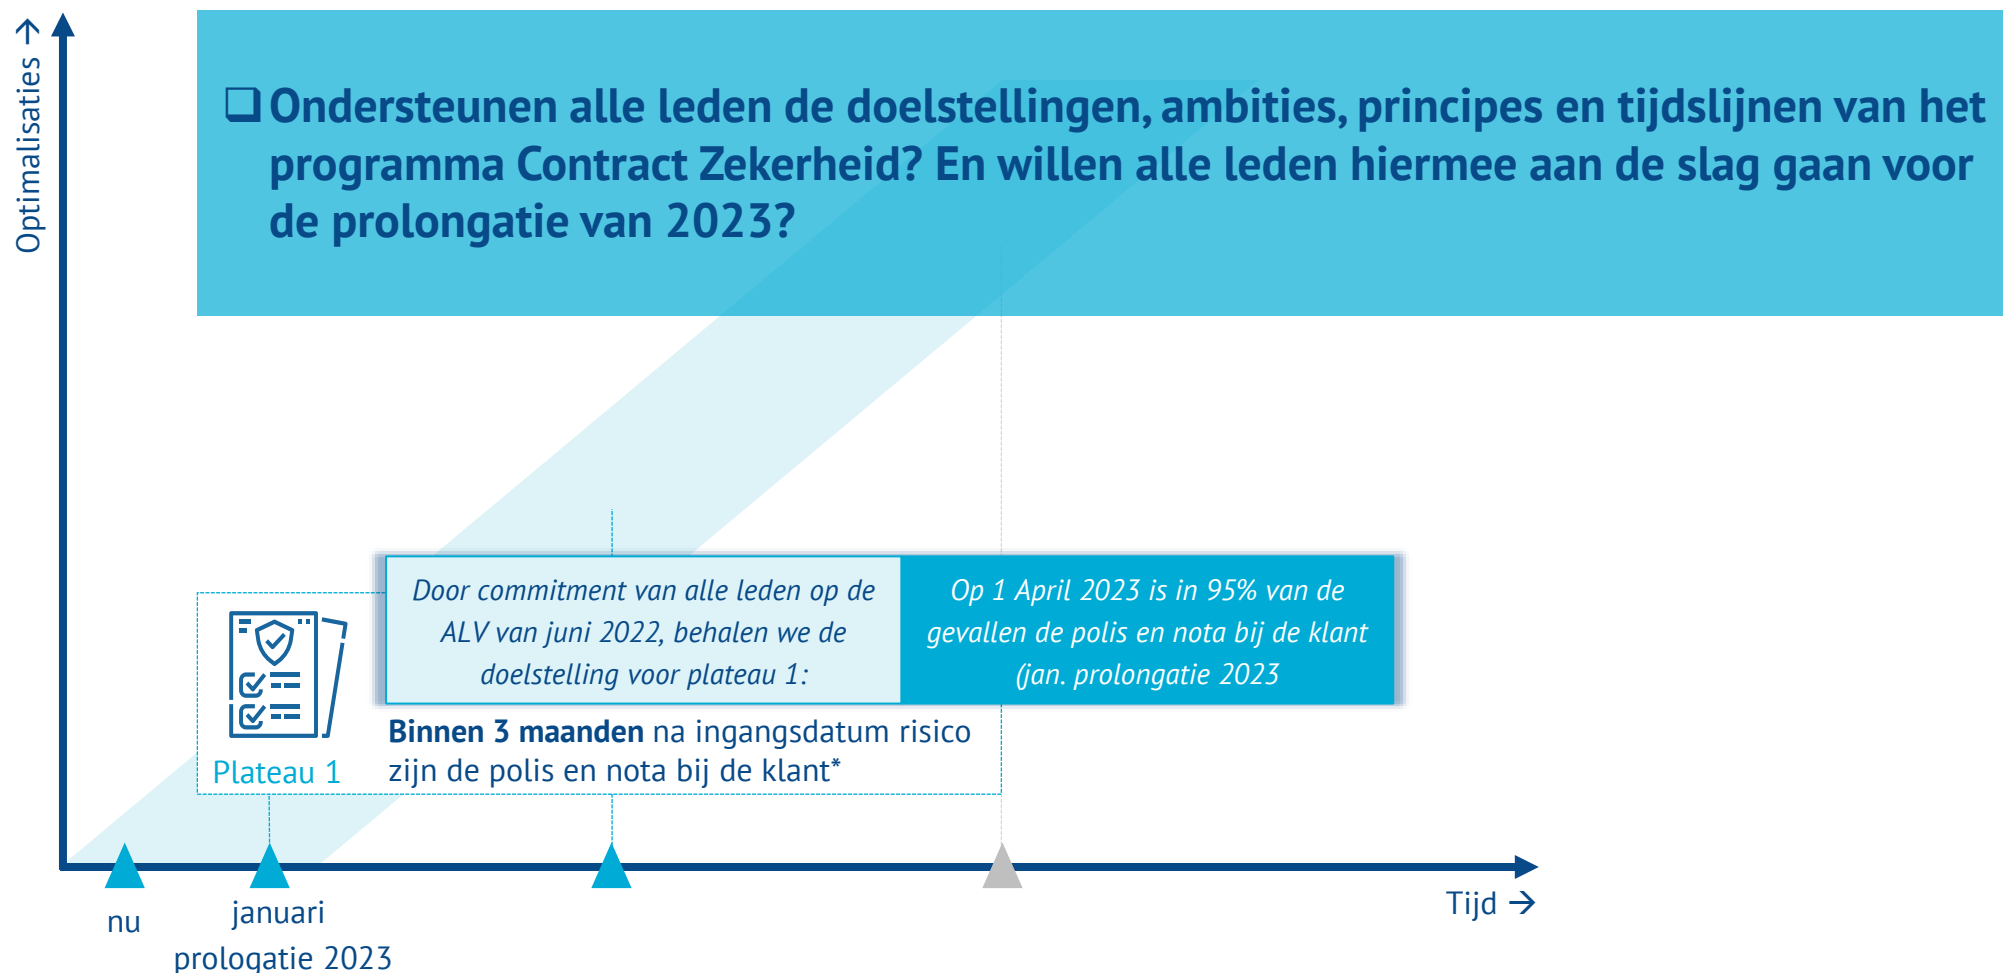 Optimalisaties →
❑ Ondersteunen alle leden de doelstellingen, ambities, principes en tijdslijnen van het
programma Contract Zekerheid? En willen alle leden hiermee aan de slag gaan voor
de prolongatie van 2023?
Door commitment van alle leden op de
ALV van juni 2022, behalen we de
doelstelling voor plateau 1:
Op 1 April 2023 is in 95% van de
gevallen de polis en nota bij de klant
(jan. prolongatie 2023
Plateau 1
Binnen 3 maanden na ingangsdatum risico
zijn de polis en nota bij de klant*
nu
januari
prologatie 2023
Tijd →